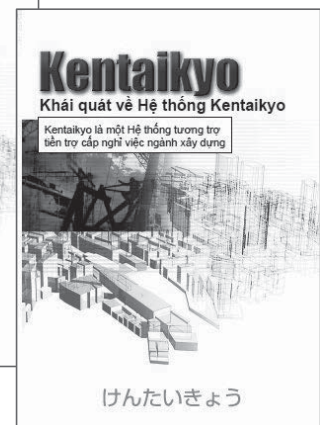 Kentaikyo
Khái quát về Hệ thống Kentaikyo
Kentaikyo là một Hệ thống tương trợ
tiền trợ cấp nghỉ việc ngành xây dựng
けんたいきょう